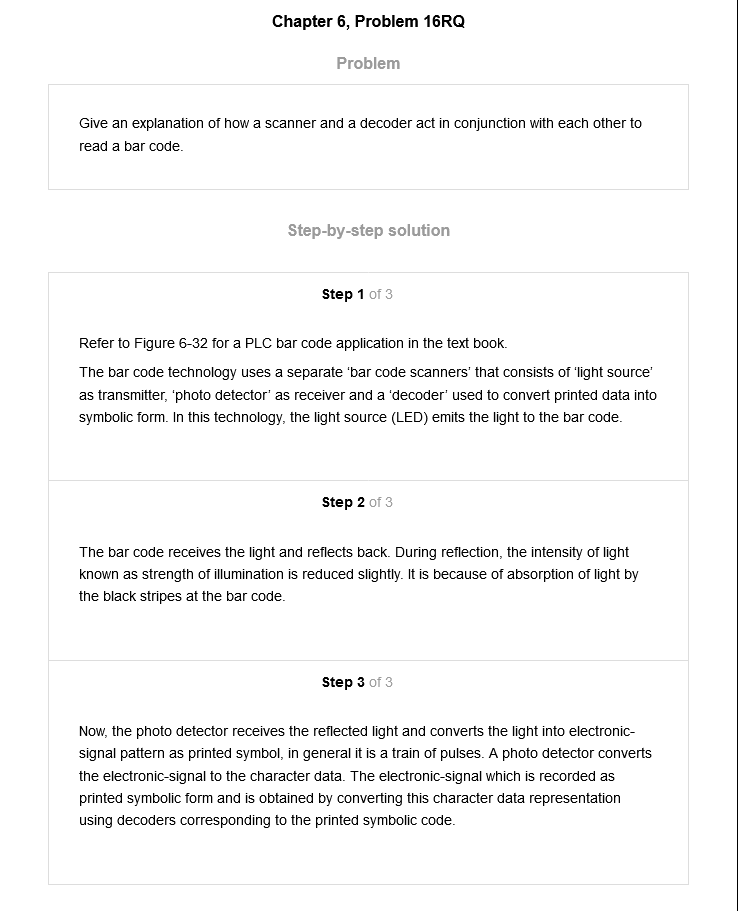 Chapter 6, Problem 16RQ
Problem
Give an explanation of how a scanner and a decoder act in conjunction with each other to
read a bar code.
Step-by-step solution
Step 1 of 3
Refer to Figure 6-32 for a PLC bar code application in the text book.
The bar code technology uses a separate ‘bar code scanners’ that consists of ‘light source’
as transmitter, ‘photo detector’ as receiver and a ‘decoder’ used to convert printed data into
symbolic form. In this technology, the light source (LED) emits the light to the bar code.
Step 2 of 3
The bar code receives the light and reflects back. During reflection, the intensity of light
known as strength of illumination is reduced slightly. It is because of absorption of light by
the black stripes at the bar code.
Step 3 of 3
Now, the photo detector receives the reflected light and converts the light into electronic-
signal pattern as printed symbol, in general it is a train of pulses. A photo detector converts
the electronic-signal to the character data. The electronic-signal which is recorded as
printed symbolic form and is obtained by converting this character data representation
using decoders corresponding to the printed symbolic code.